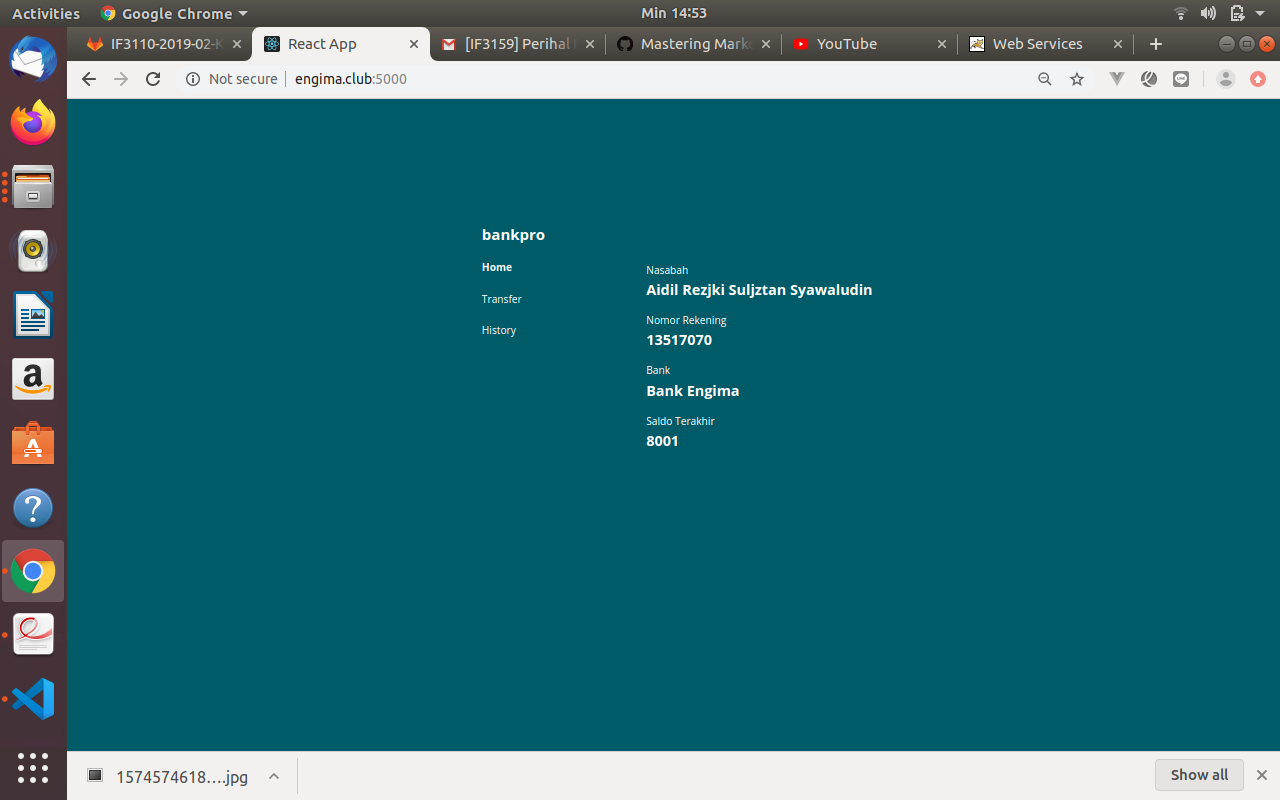 Activities
Google Chrome
Min 14:53
IF3110-2019-02-K
React App
[IF3159] Perihal
Mastering Mark
YouTube
Web Services
Not secure
engima.club:5000
bankpro
Home
Transfer
History
Nasabah
Aidil Rezjki Suljztan Syawaludin
Nomor Rekening
13517070
Bank
Bank Engima
Saldo Terakhir
8001
1574574618….jpg
Show all